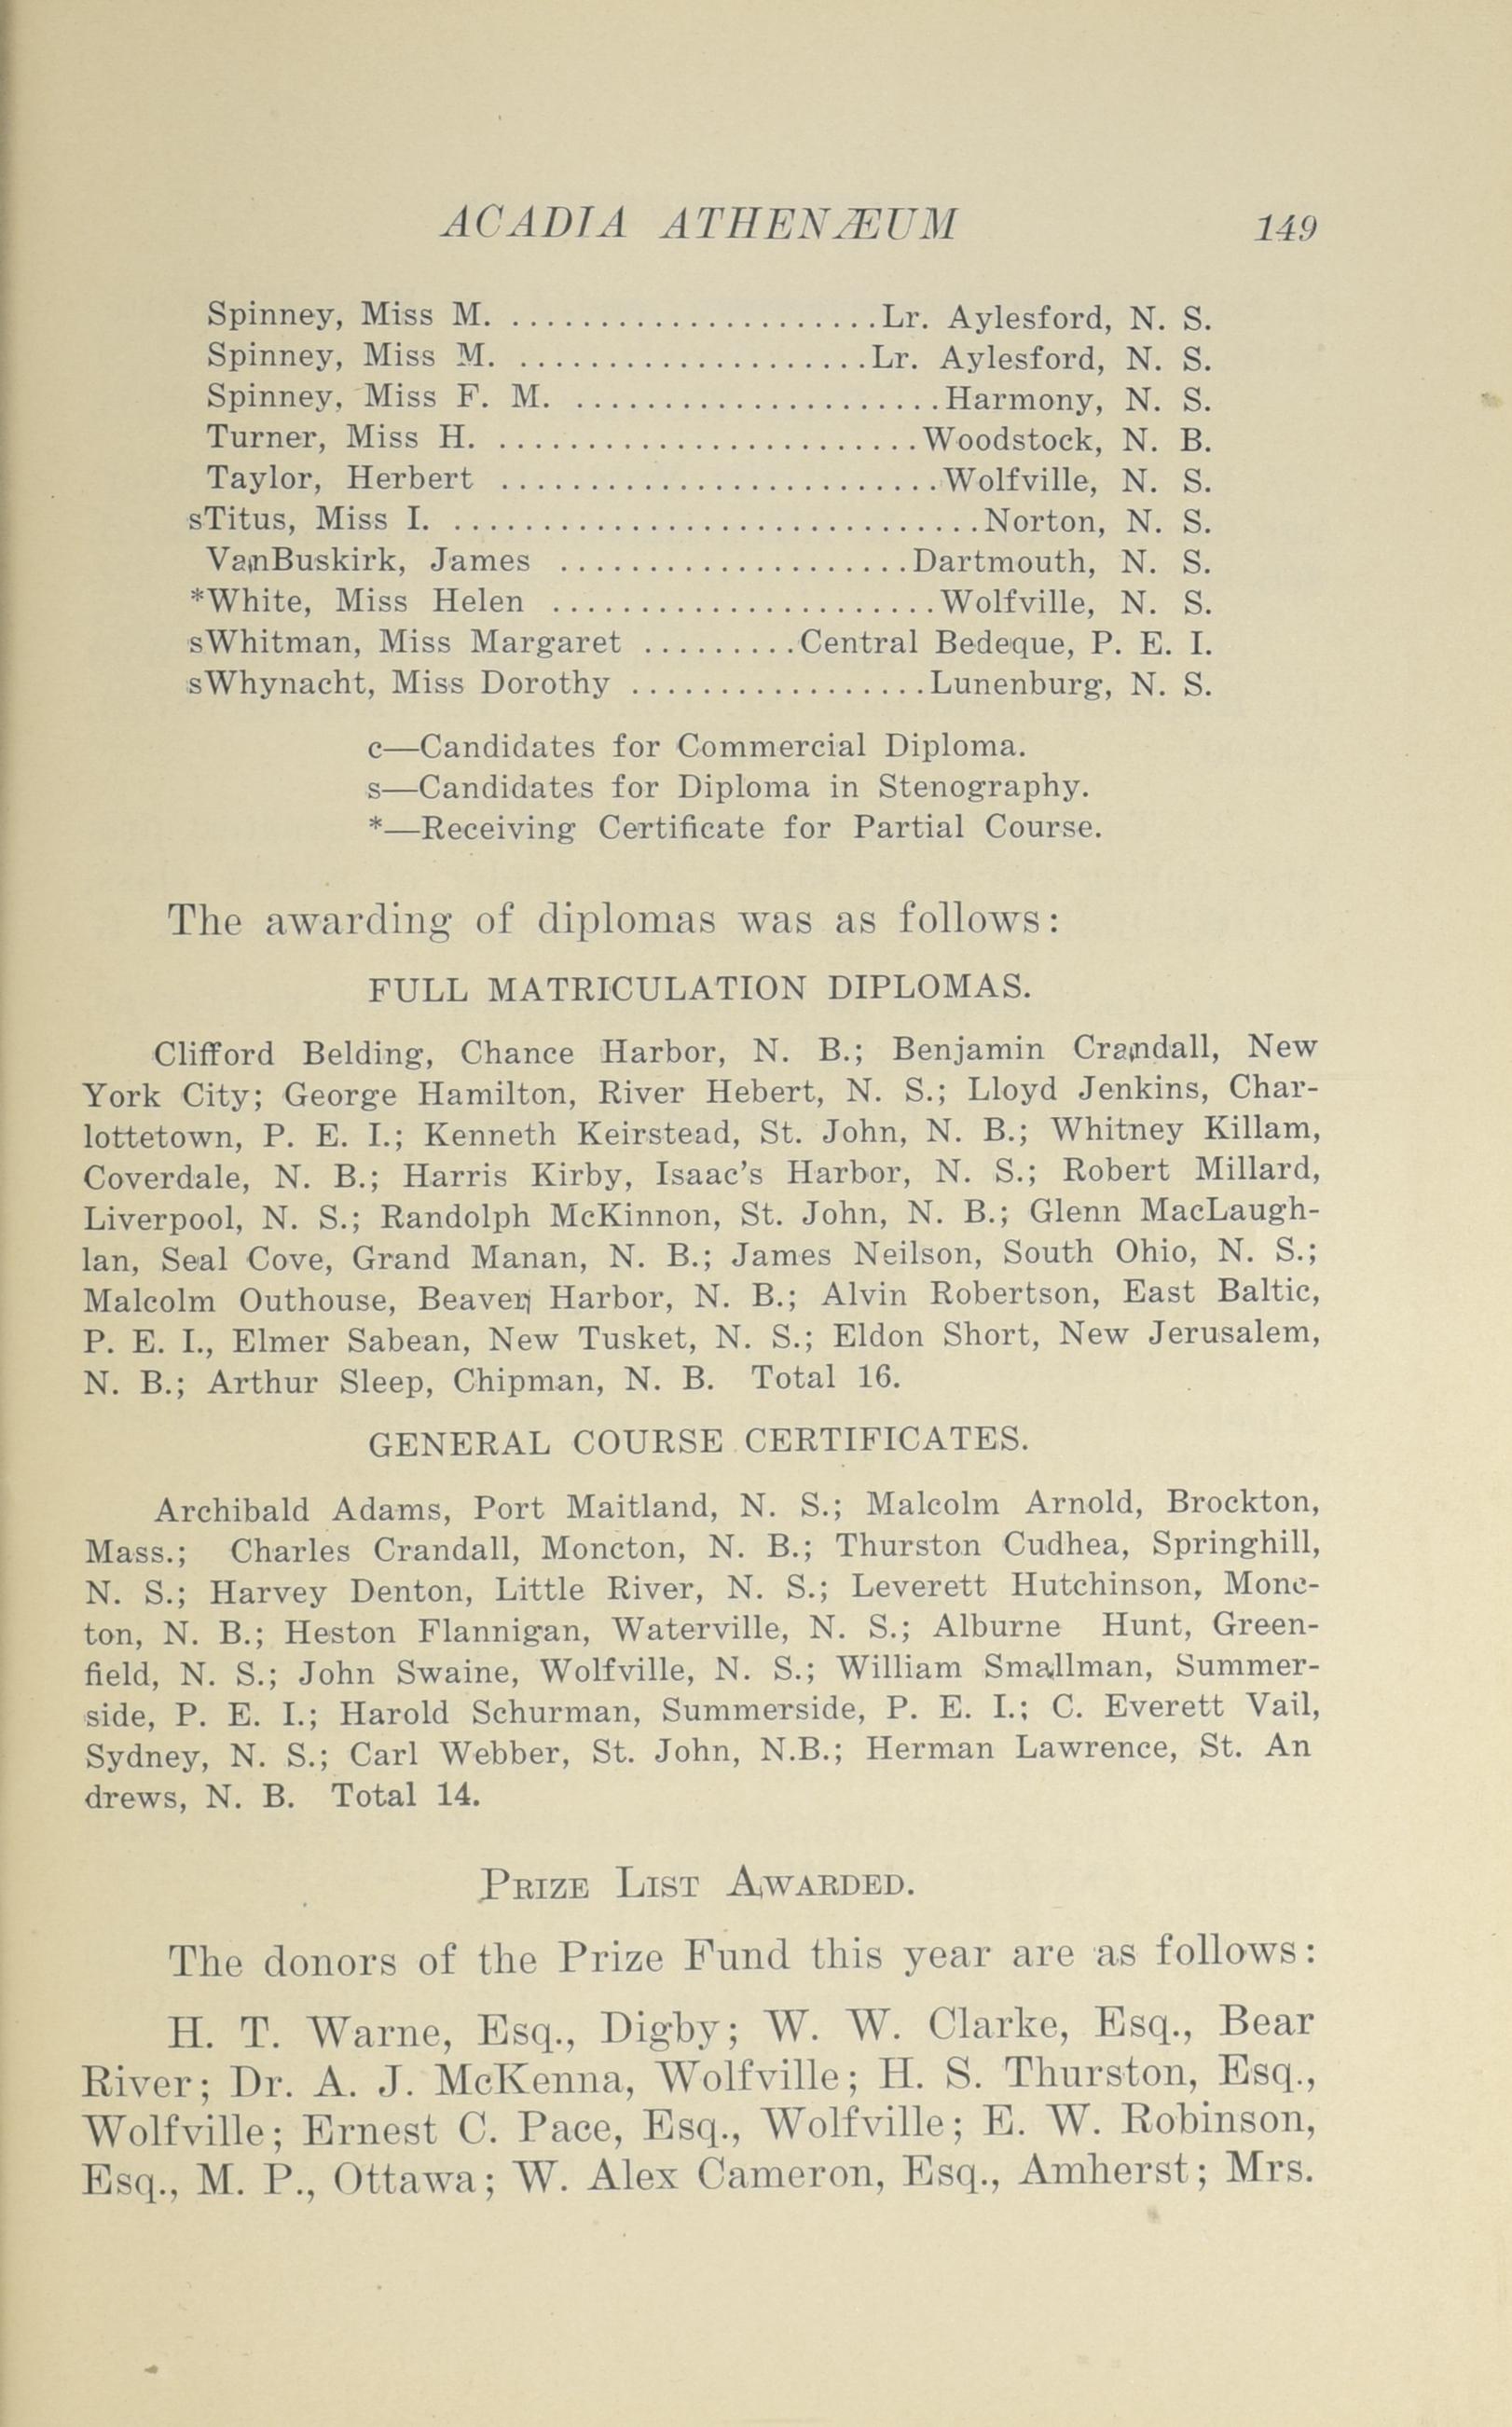 ACADIA ATHENÆUM 149
Spinney, Miss M. ......................Lr. Aylesford, N. S.
Spinney, Miss M. .....................Lr. Aylesford, N. S.
Spinney, Miss F. M. ......................Harmony, N. S.
Turner, Miss H. .........................Woodstock, N. B.
Taylor, Herbert ..........................Wolfville, N. S.
sTitus, Miss I. ...............................Norton, N. S.
VanBuskirk, James .....................Dartmouth, N. S.
*White, Miss Helen .......................Wolfville, N. S.
sWhitman, Miss Margaret .........Central Bedeque, P. E. I.
sWhynacht, Miss Dorothy .................Lunenburg, N. S.
c—Candidates for Commercial Diploma.
s—Candidates for Diploma in Stenography.
*—Receiving Certificate for Partial Course.
The awarding of diplomas was as follows:
FULL MATRICULATION DIPLOMAS.
Clifford Belding, Chance Harbor, N. B.; Benjamin Crandall, New
York City; George Hamilton, River Hebert, N. S.; Lloyd Jenkins, Char-
lottetown, P. E. I.; Kenneth Keirstead, St. John, N. B.; Whitney Killam,
Coverdale, N. B.; Harris Kirby, Isaac's Harbor, N. S.; Robert Millard,
Liverpool, N. S.; Randolph McKinnon, St. John, N. B.; Glenn MacLaugh-
lan, Seal Cove, Grand Manan, N. B.; James Neilson, South Ohio, N. S.;
Malcolm Outhouse, Beaver Harbor, N. B.; Alvin Robertson, East Baltic,
P. E. I., Elmer Sabean, New Tusket, N. S.; Eldon Short, New Jerusalem,
N. B.; Arthur Sleep, Chipman, N. B. Total 16.
GENERAL COURSE CERTIFICATES.
Archibald Adams, Port Maitland, N. S.; Malcolm Arnold, Brockton,
Mass.; Charles Crandall, Moncton, N. B.; Thurston Cudhea, Springhill,
N. S.; Harvey Denton, Little River, N. S.; Leverett Hutchinson, Monc-
ton, N. B.; Heston Flannigan, Waterville, N. S.; Alburne Hunt, Green-
field, N. S.; John Swaine, Wolfville, N. S.; William Smallman, Summer-
side, P. E. I.; Harold Schurman, Summerside, P. E. I.; C. Everett Vail,
Sydney, N. S.; Carl Webber, St. John, N.B.; Herman Lawrence, St. An
drews, N. B. Total 14.
PRIZE LIST AWARDED.
The donors of the Prize Fund this year are as follows:
H. T. Warne, Esq., Digby; W. W. Clarke, Esq., Bear
River; Dr. A. J. McKenna, Wolfville; H. S. Thurston, Esq.,
Wolfville; Ernest C. Pace, Esq., Wolfville; E. W. Robinson,
Esq., M. P., Ottawa; W. Alex Cameron, Esq., Amherst; Mrs.